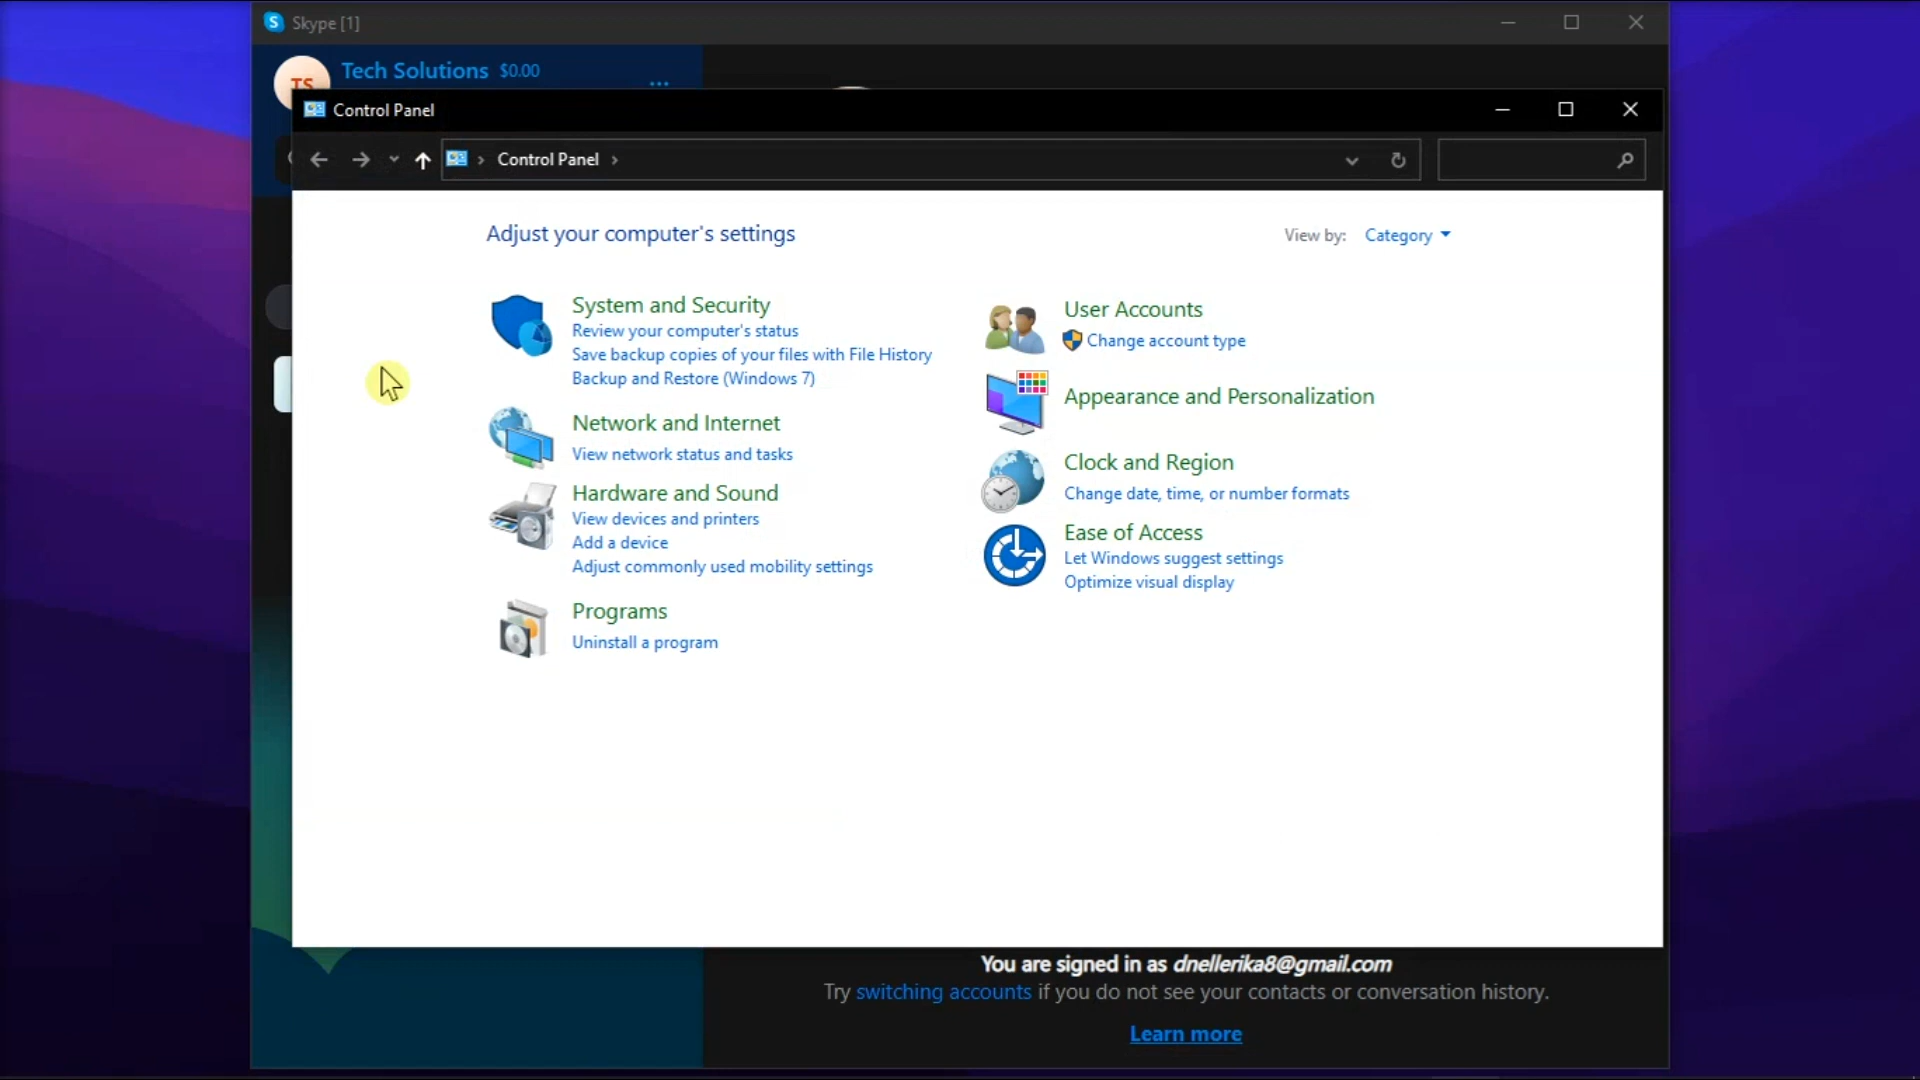 Skype [1]
Tech Solutions $0.00
TS
...
Control Panel
Control Panel
Adjust your computer's settings
View by: Category
System and Security
Review your computer's status
Save backup copies of your files with File History
Backup and Restore (Windows 7)
Network and Internet
View network status and tasks
Hardware and Sound
View devices and printers
Add a device
Adjust commonly used mobility settings
Programs
Uninstall a program
User Accounts
Change account type
Appearance and Personalization
Clock and Region
Change date, time, or number formats
Ease of Access
Let Windows suggest settings
Optimize visual display
You are signed in as dnellerika8@gmail.com
Try switching accounts if you do not see your contacts or conversation history.
Learn more